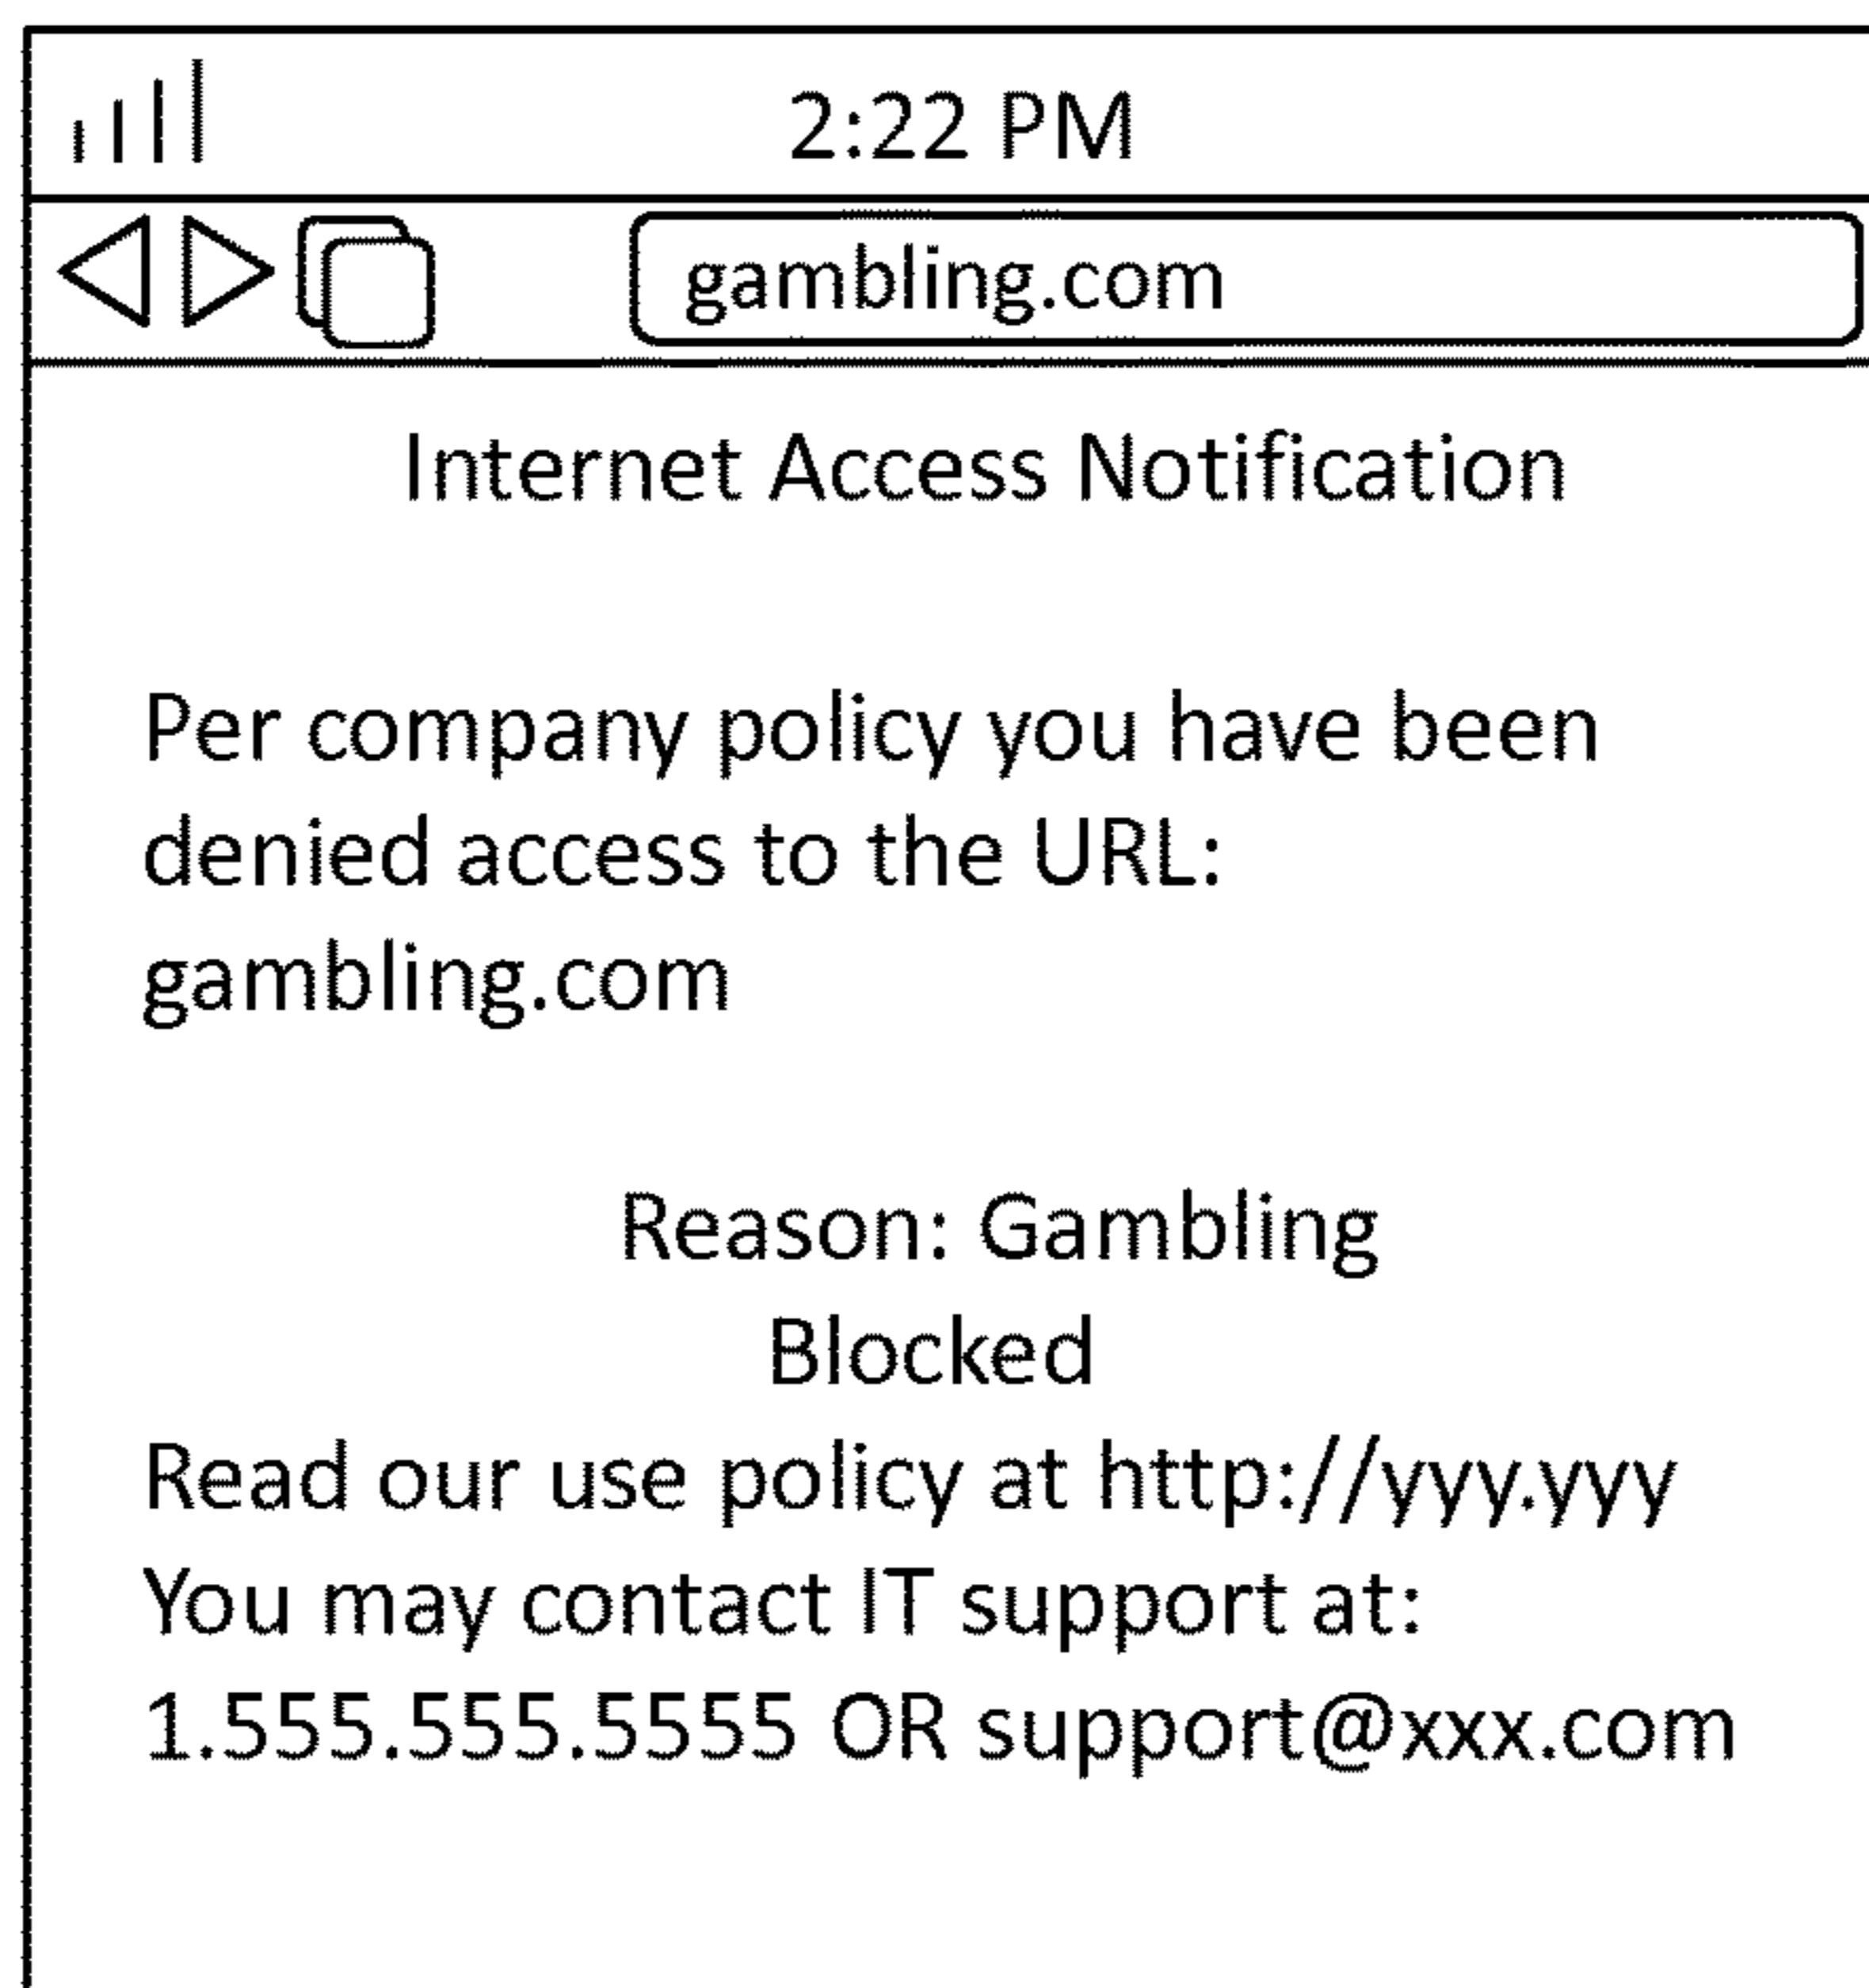 2:22 PM
gambling.com
Internet Access Notification
Per company policy you have been
denied access to the URL:
gambling.com
Reason: Gambling
Blocked
Read our use policy at http://yyy.yyy
You may contact IT support at:
1.555.555.5555 OR support@xxx.com